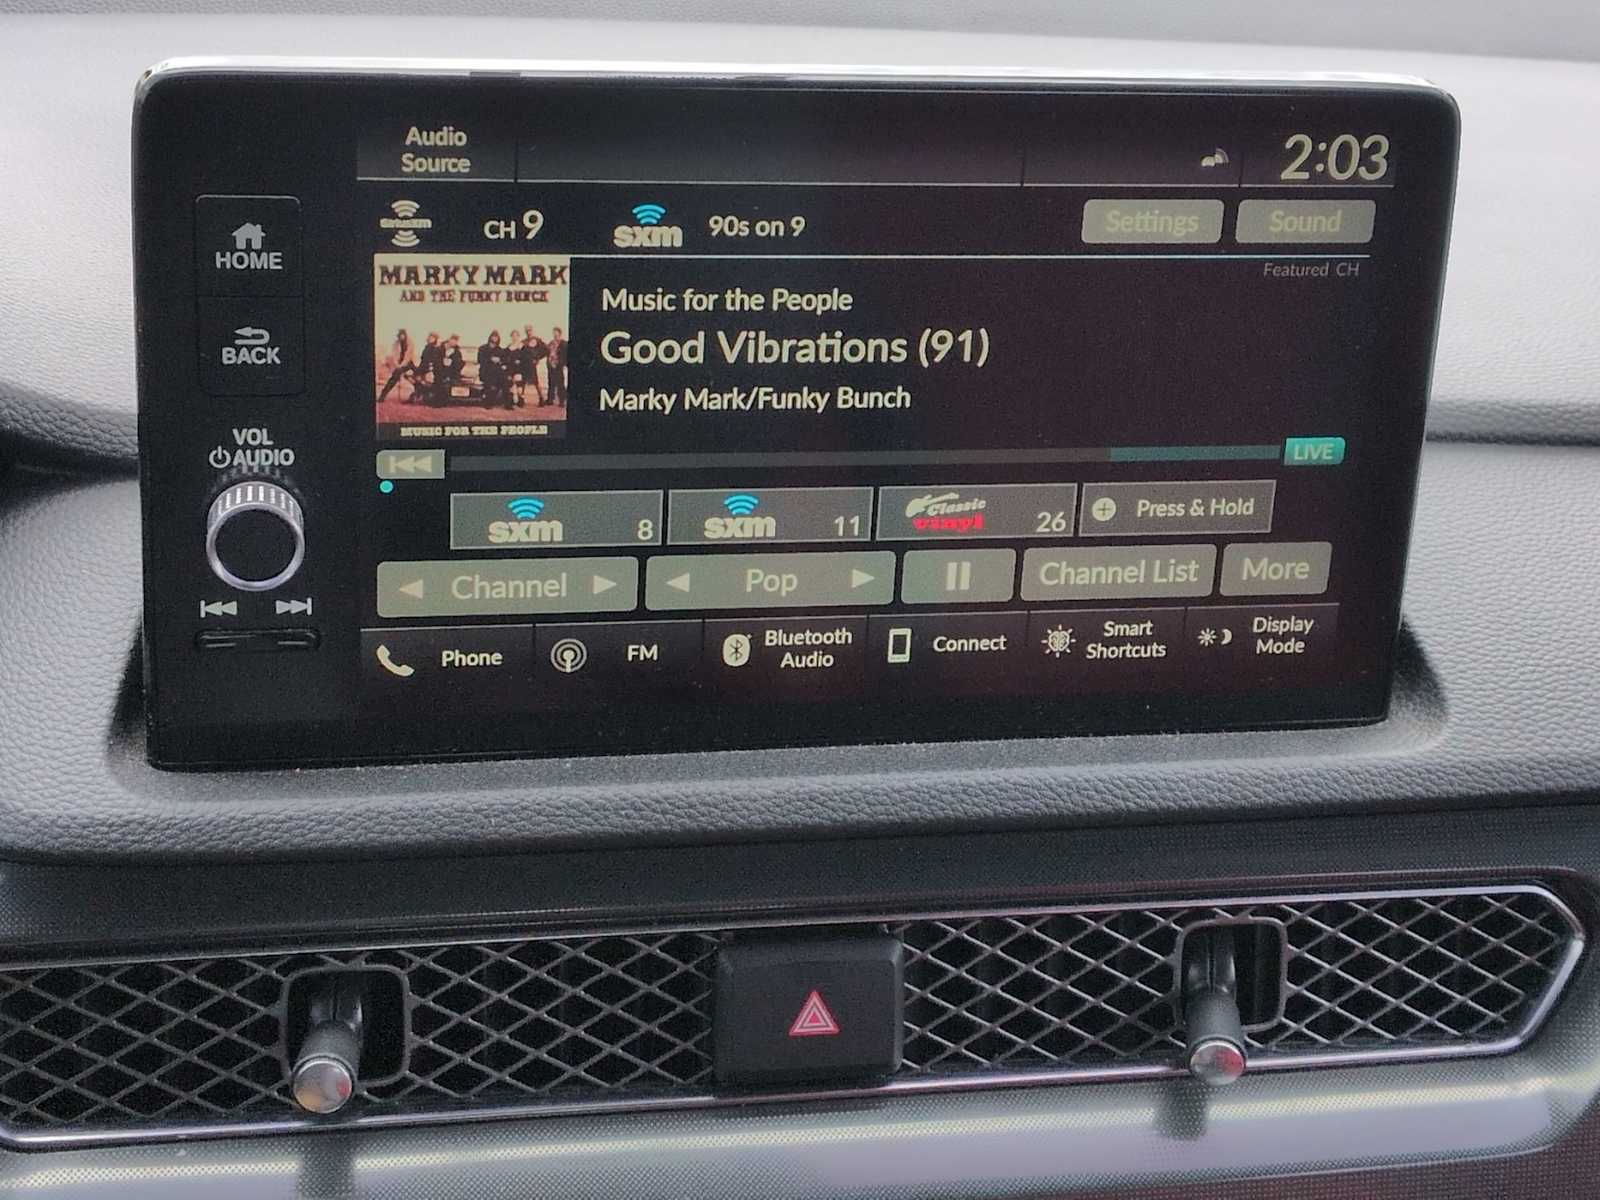 Audio
Source
2:03
HOME
BACK
VOL
AUDIO
siriusxm
CH 9
sxm
90s on 9
Settings
Sound
Featured CH
MARKY MARK
AND THE FUNKY BUNCH
MUSIC FOR THE PEOPLE
Music for the People
Good Vibrations (91)
Marky Mark/Funky Bunch
LIVE
sxm 8
sxm 11
Classic
vinyl 26
Press & Hold
Channel
Pop
Channel List
More
Phone
FM
Bluetooth
Audio
Connect
Smart
Shortcuts
Display
Mode